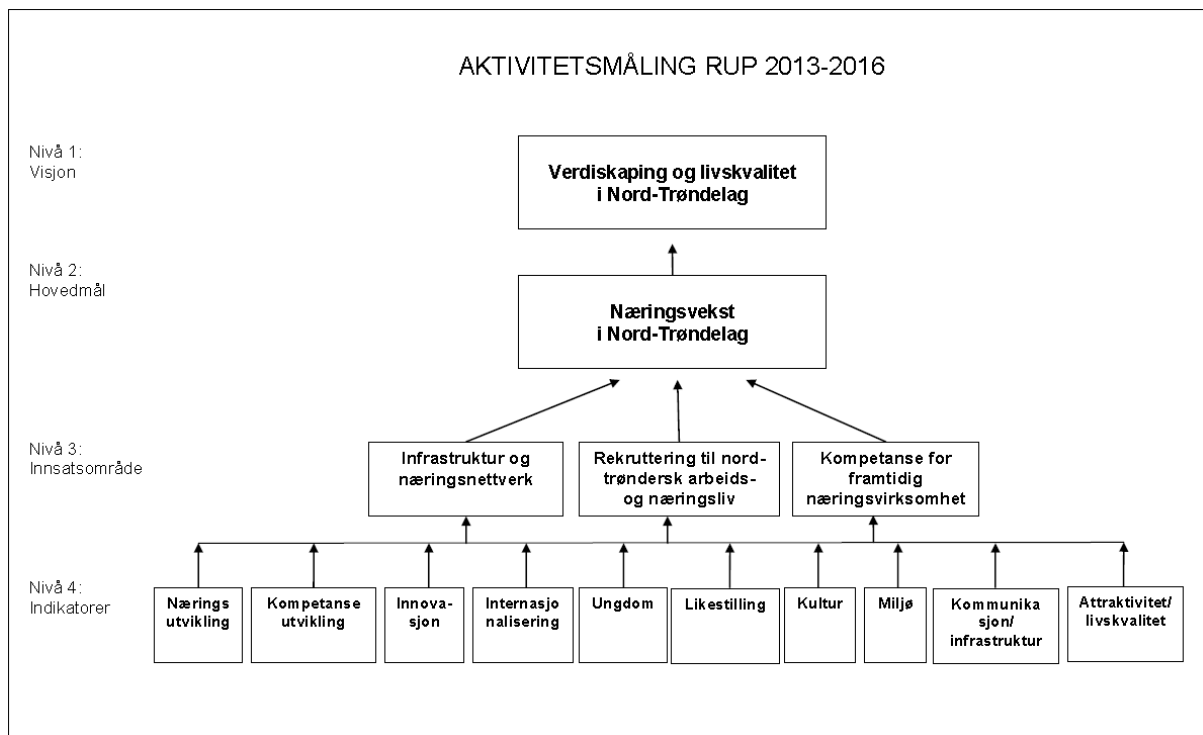 AKTIVITETSMÅLING RUP 2013-2016
Nivå 1:
Visjon
Verdiskaping og livskvalitet
i Nord-Trøndelag
Nivå 2:
Hovedmål
Næringsvekst
i Nord-Trøndelag
Nivå 3:
Innsatsområde
Infrastruktur og
næringsnettverk
Rekruttering til nord-
trøndersk arbeids-
og næringsliv
Kompetanse for
framtidig
næringsvirksomhet
Nivå 4:
Indikatorer
Nærings
utvikling
Kompetanse
utvikling
Innova-
sjon
Internasjo
nalisering
Ungdom
Likestilling
Kultur
Miljø
Kommunika
sjon/
infrastruktur
Attraktivitet/
livskvalitet